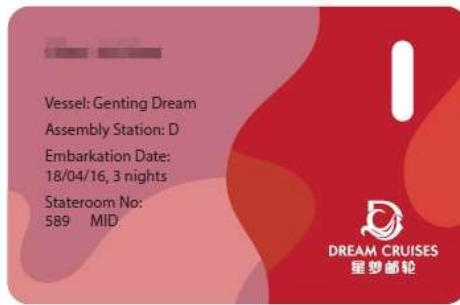 Vessel: Genting Dream
Assembly Station: D
Embarkation Date:
18/04/16, 3 nights
Stateroom No:
589 MID
DREAM CRUISES
星梦邮轮